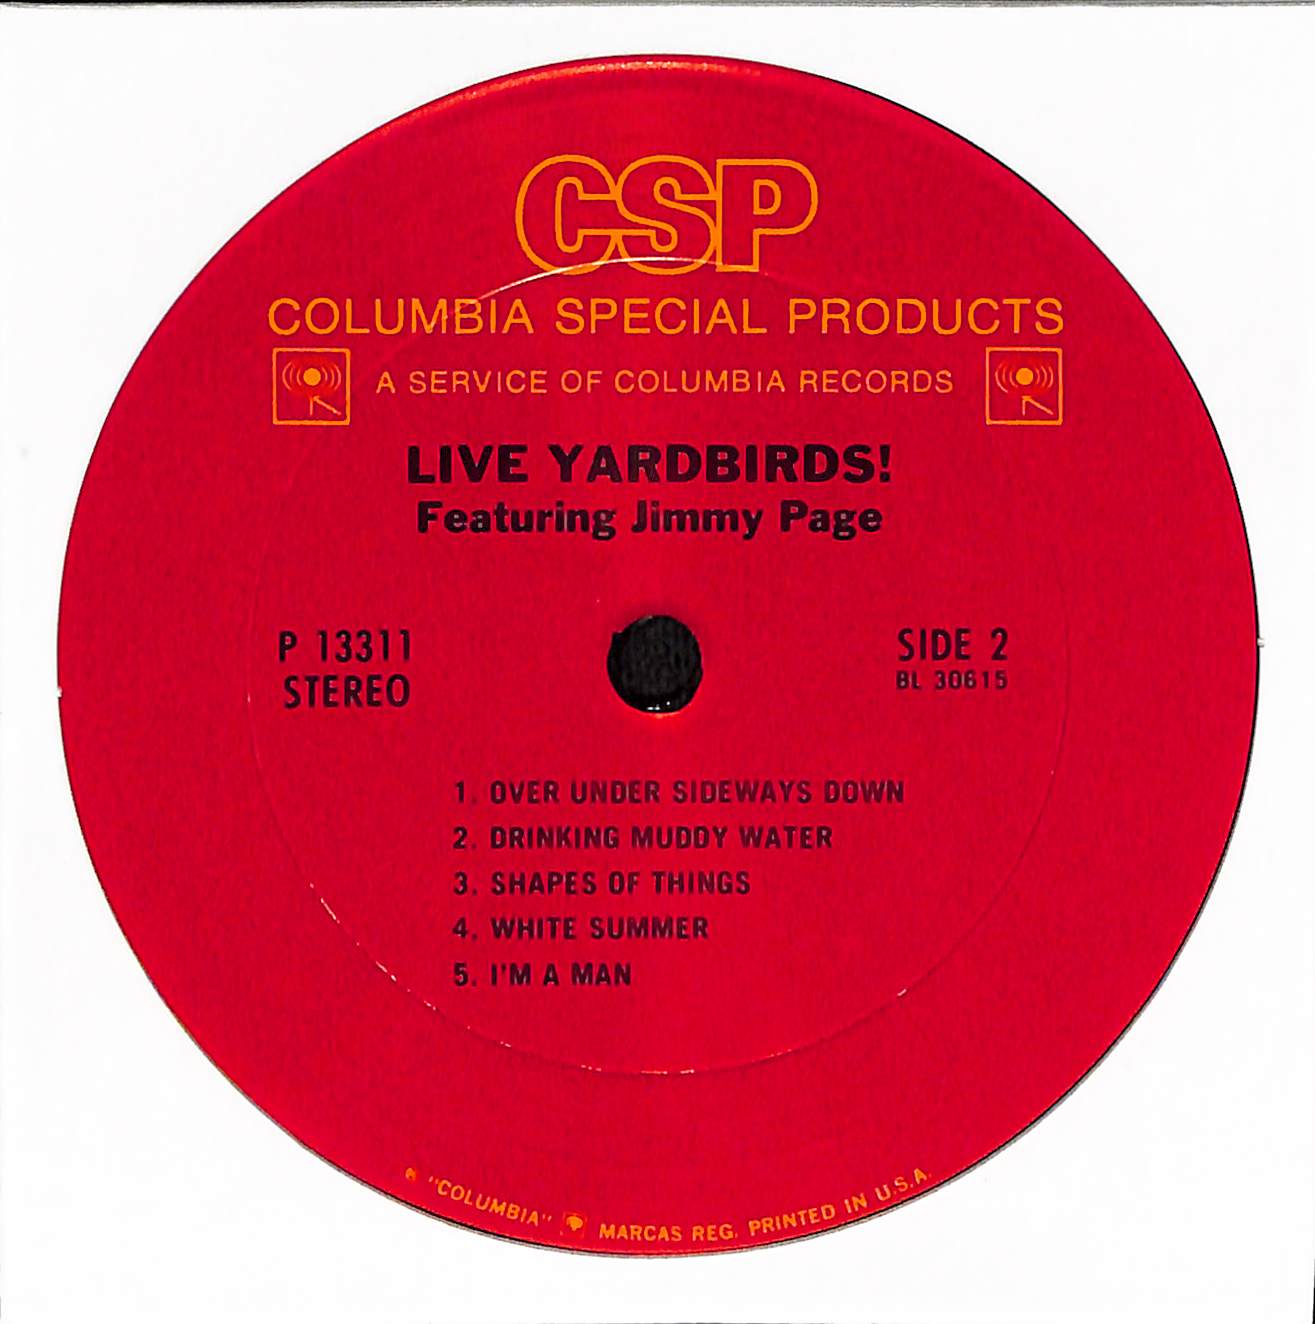 CSP
COLUMBIA SPECIAL PRODUCTS
A SERVICE OF COLUMBIA RECORDS
LIVE YARDBIRDS!
Featuring Jimmy Page
P 13311
STEREO
SIDE 2
BL 30615
1. OVER UNDER SIDEWAYS DOWN
2. DRINKING MUDDY WATER
3. SHAPES OF THINGS
4. WHITE SUMMER
5. I'M A MAN
® "COLUMBIA" MARCAS REG. PRINTED IN U.S.A.